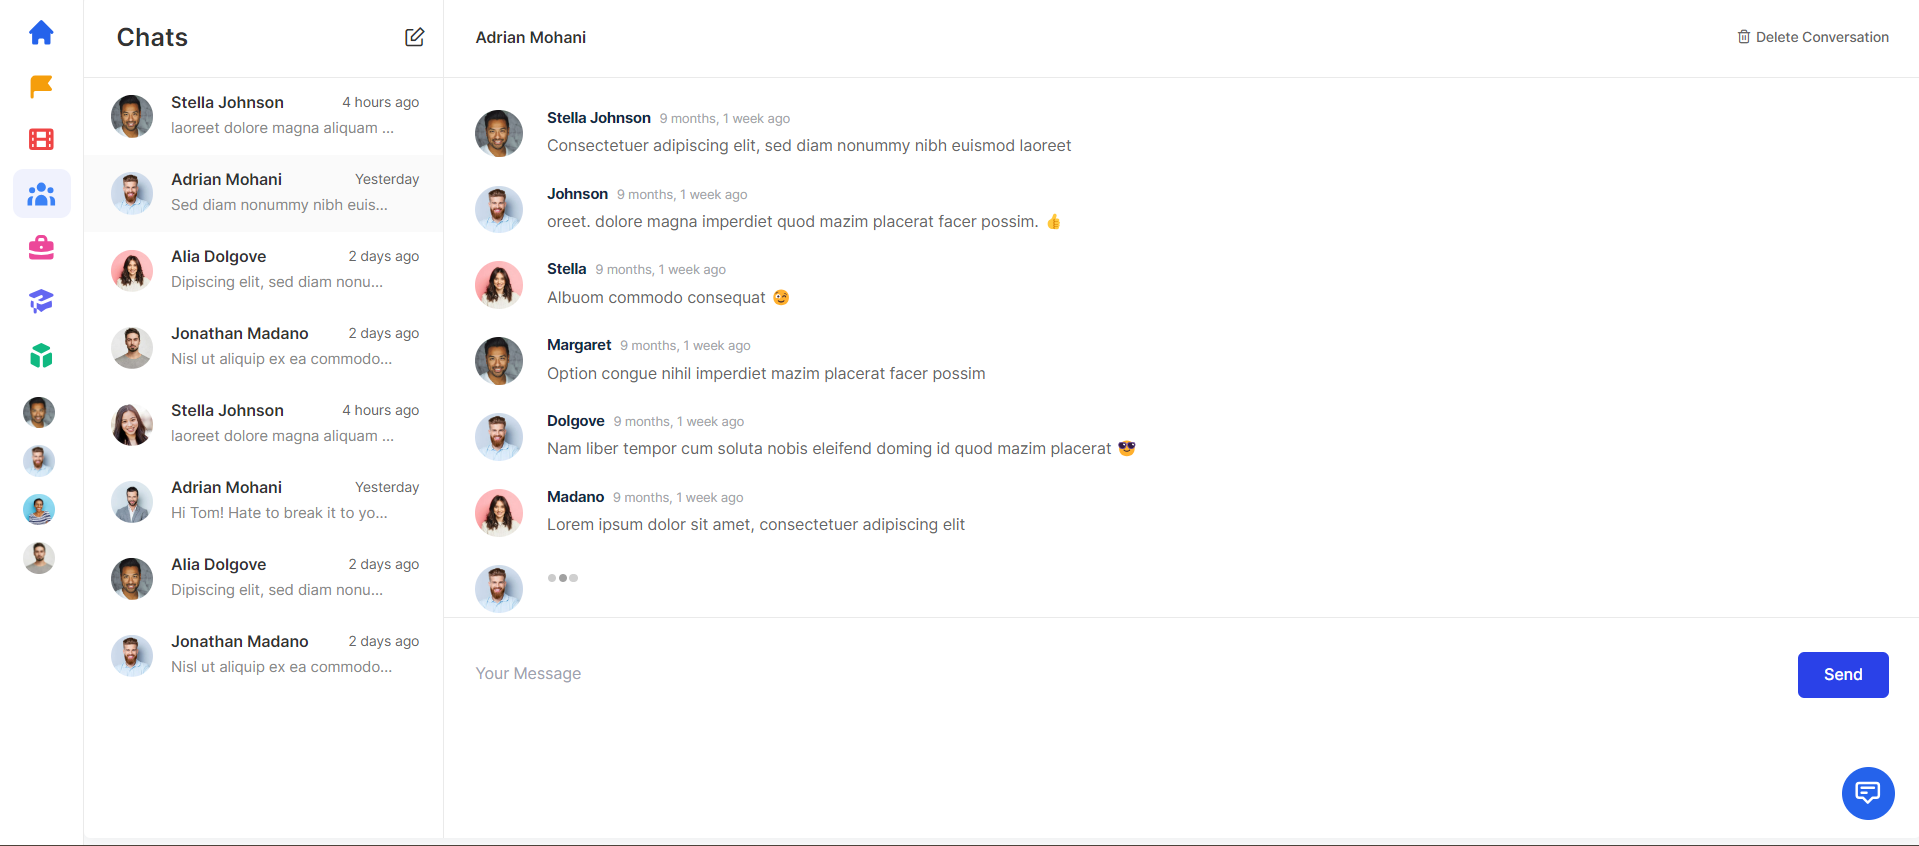 Chats
Stella Johnson 4 hours ago
laoreet dolore magna aliquam ...
Adrian Mohani Yesterday
Sed diam nonummy nibh euis...
Alia Dolgove 2 days ago
Dipiscing elit, sed diam nonu...
Jonathan Madano 2 days ago
Nisl ut aliquip ex ea commodo...
Stella Johnson 4 hours ago
laoreet dolore magna aliquam ...
Adrian Mohani Yesterday
Hi Tom! Hate to break it to yo...
Alia Dolgove 2 days ago
Dipiscing elit, sed diam nonu...
Jonathan Madano 2 days ago
Nisl ut aliquip ex ea commodo...
Adrian Mohani
Delete Conversation
Stella Johnson 9 months, 1 week ago
Consectetuer adipiscing elit, sed diam nonummy nibh euismod laoreet
Johnson 9 months, 1 week ago
oreet. dolore magna imperdiet quod mazim placerat facer possim. 👍
Stella 9 months, 1 week ago
Albuom commodo consequat 😉
Margaret 9 months, 1 week ago
Option congue nihil imperdiet mazim placerat facer possim
Dolgove 9 months, 1 week ago
Nam liber tempor cum soluta nobis eleifend doming id quod mazim placerat 😎
Madano 9 months, 1 week ago
Lorem ipsum dolor sit amet, consectetuer adipiscing elit
Your Message
Send